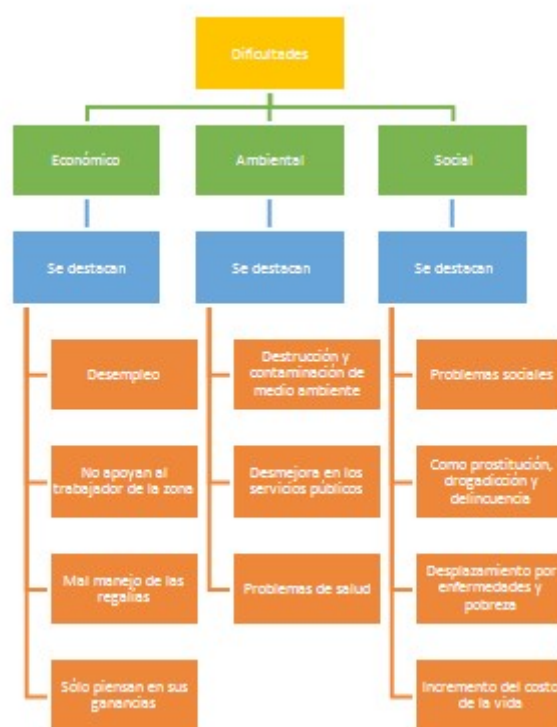 Dificultades
Económico
Ambiental
Social
Se destacan
Se destacan
Se destacan
Desempleo
Destrucción y
contaminación de
medio ambiente
Problemas sociales
No apoyan al
trabajador de la zona
Desmejora en los
servicios públicos
Como prostitución,
drogadicción y
delincuencia
Mal manejo de las
regalías
Problemas de salud
Desplazamiento por
enfermedades y
pobreza
Sólo piensan en sus
ganancias
Incremento del costo
de la vida